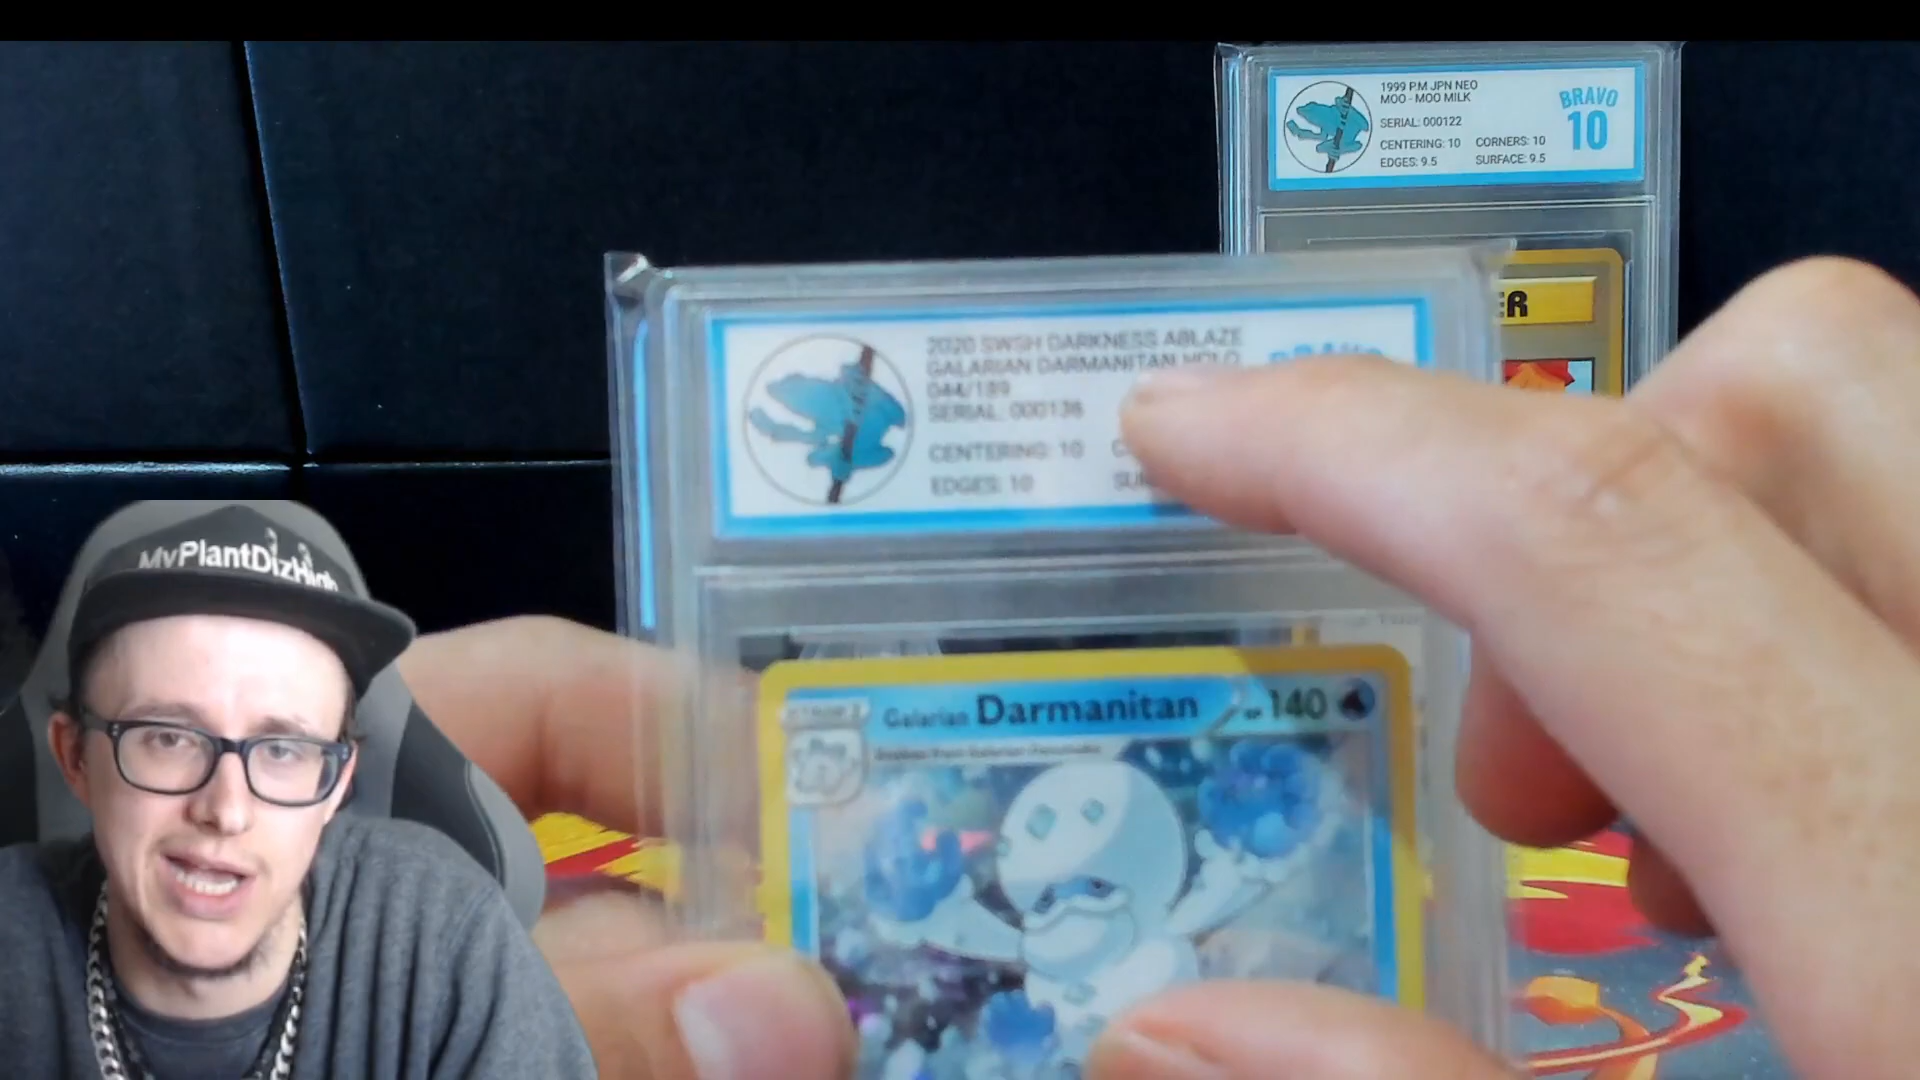 1999 P.M JPN NEO
MOO - MOO MILK
SERIAL: 000122
CENTERING: 10 CORNERS: 10
EDGES: 9.5 SURFACE: 9.5
BRAVO
10
ER
2020 SWSH DARKNESS ABLAZE
GALARIAN DARMANITAN HOLO
044/189
SERIAL: 000136
CENTERING: 10
EDGES: 10
BRAVO
MyPlantDizHigh
Galarian Darmanitan 140